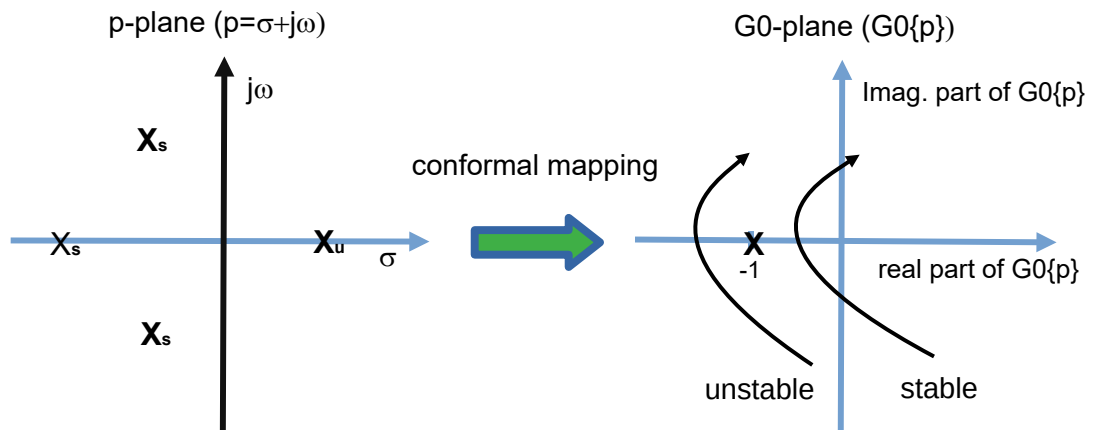 p-plane (p=σ+jω)
G0-plane (G0{p})
jω
Imag. part of G0{p}
Xs
conformal mapping
Xs
Xu
σ
X
-1
real part of G0{p}
Xs
unstable
stable